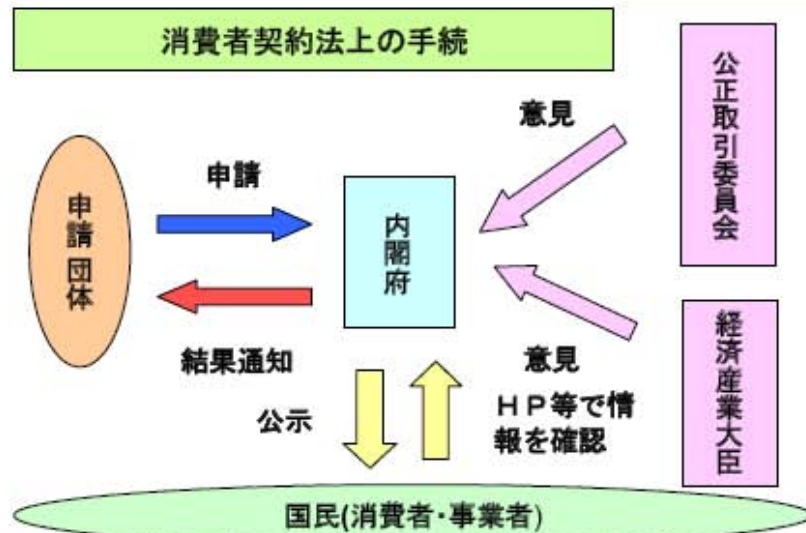 消費者契約法上の手続
公正取引委員会
意見
申請
申請団体
内閣府
結果通知
意見
経済産業大臣
公示
ＨＰ等で情
報を確認
国民(消費者・事業者)